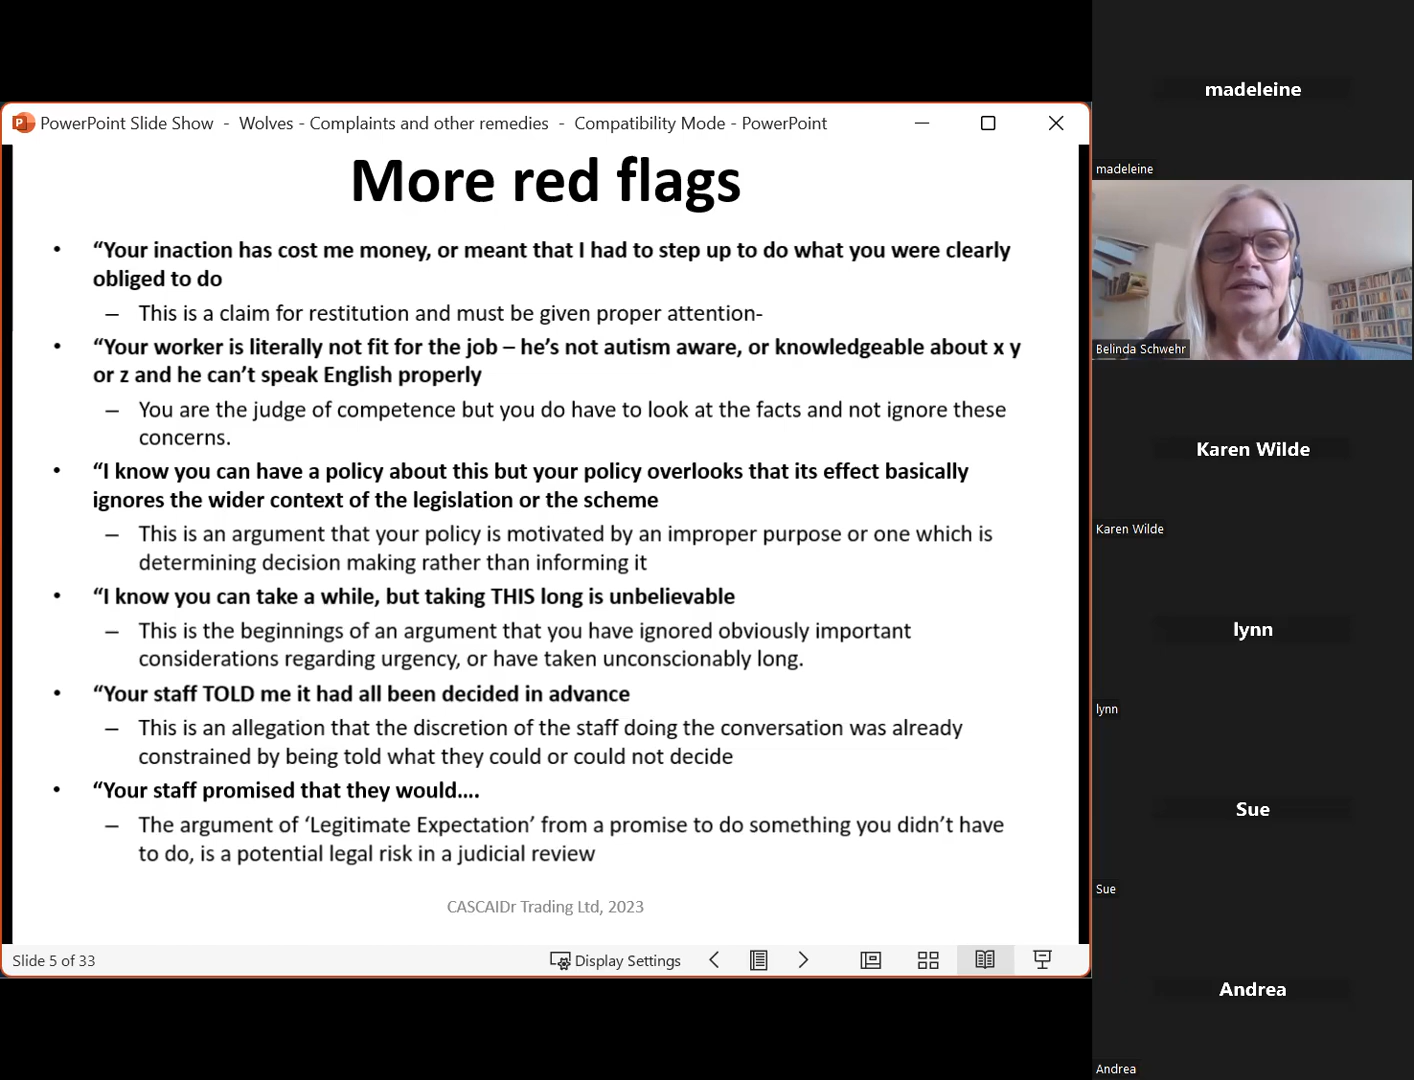 PowerPoint Slide Show - Wolves - Complaints and other remedies - Compatibility Mode - PowerPoint
More red flags
• “Your inaction has cost me money, or meant that I had to step up to do what you were clearly
obliged to do
– This is a claim for restitution and must be given proper attention-
• “Your worker is literally not fit for the job – he’s not autism aware, or knowledgeable about x y
or z and he can’t speak English properly
– You are the judge of competence but you do have to look at the facts and not ignore these
concerns.
• “I know you can have a policy about this but your policy overlooks that its effect basically
ignores the wider context of the legislation or the scheme
– This is an argument that your policy is motivated by an improper purpose or one which is
determining decision making rather than informing it
• “I know you can take a while, but taking THIS long is unbelievable
– This is the beginnings of an argument that you have ignored obviously important
considerations regarding urgency, or have taken unconscionably long.
• “Your staff TOLD me it had all been decided in advance
– This is an allegation that the discretion of the staff doing the conversation was already
constrained by being told what they could or could not decide
• “Your staff promised that they would....
– The argument of ‘Legitimate Expectation’ from a promise to do something you didn’t have
to do, is a potential legal risk in a judicial review
CASCAIDr Trading Ltd, 2023
Slide 5 of 33
Display Settings
madeleine
madeleine
Belinda Schwehr
Karen Wilde
Karen Wilde
lynn
lynn
Sue
Sue
Andrea
Andrea